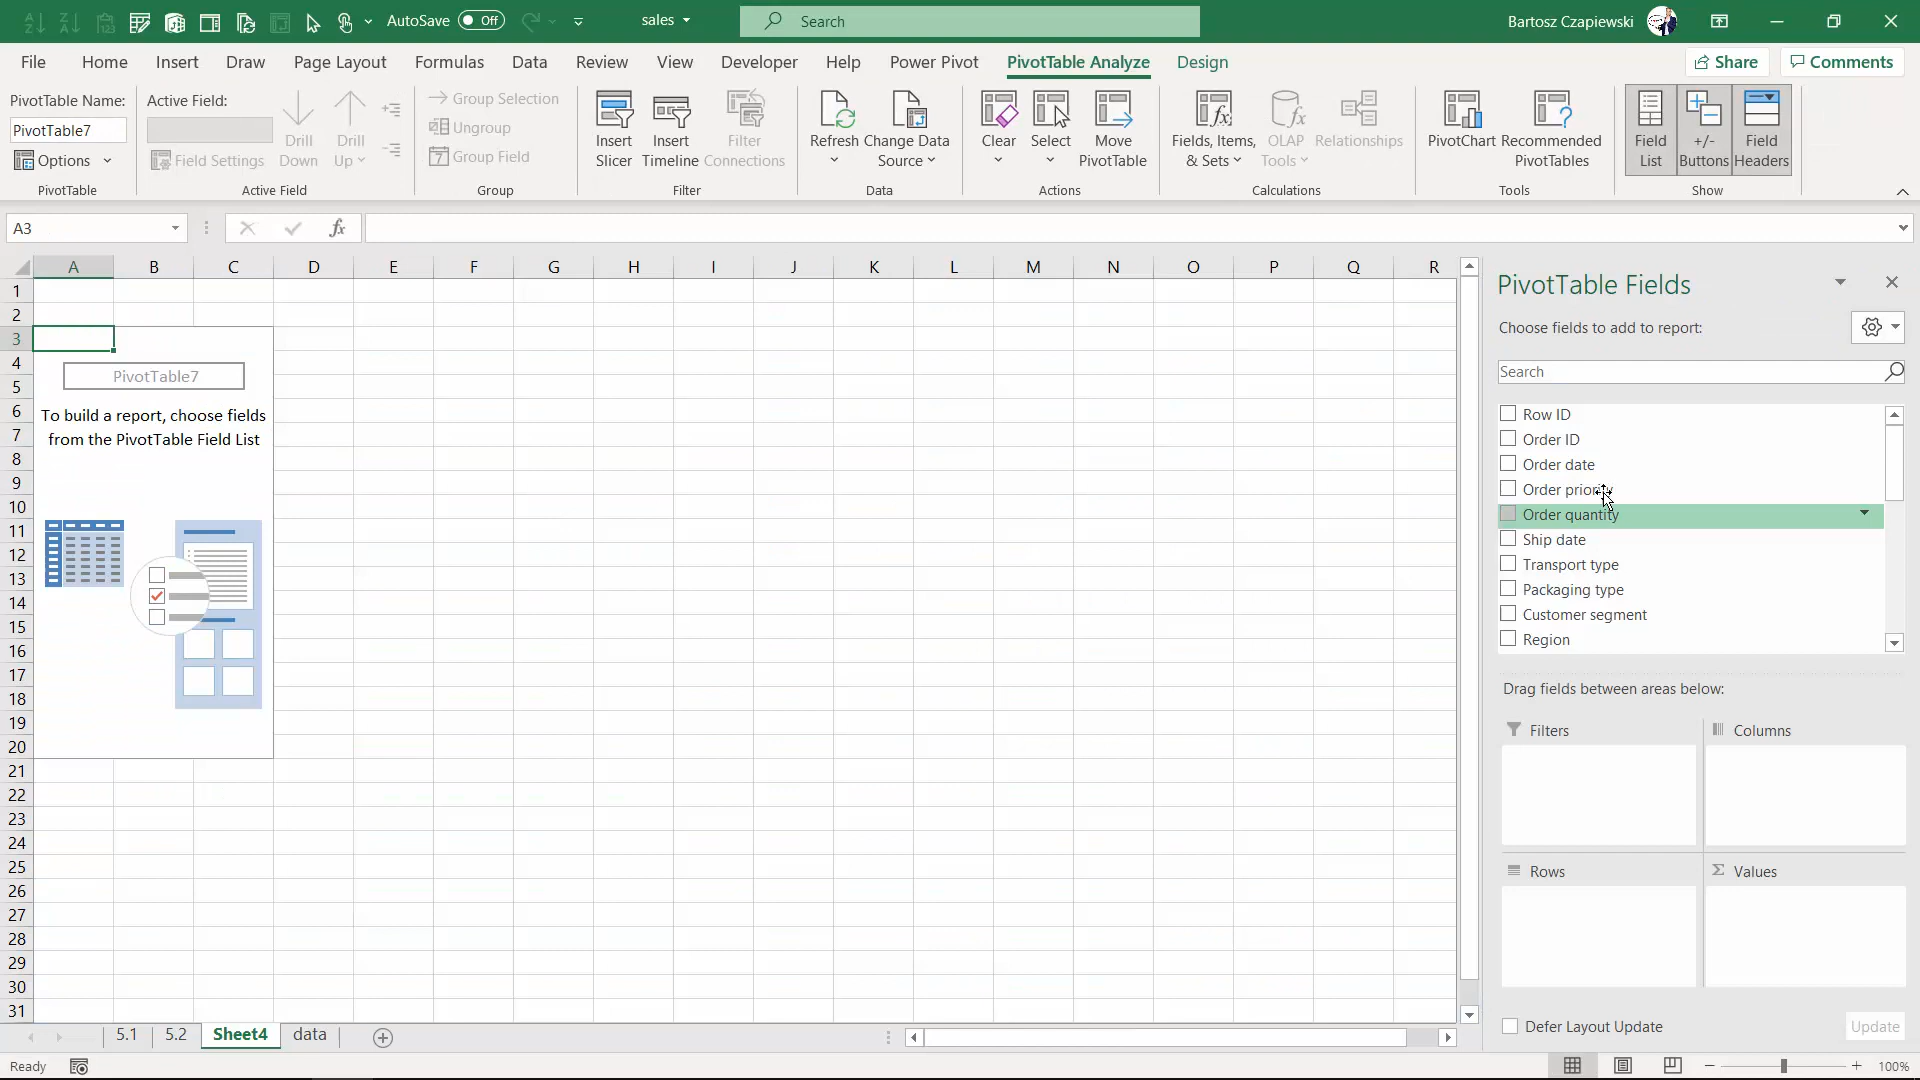 AutoSave Off sales Search Bartosz Czapiewski
File Home Insert Draw Page Layout Formulas Data Review View Developer Help Power Pivot PivotTable Analyze Design Share Comments
PivotTable Name:
PivotTable7
Options
PivotTable
Active Field:
Field Settings
Drill Down
Drill Up
Active Field
Group Selection
Ungroup
Group Field
Group
Insert Slicer
Insert Timeline
Filter Connections
Filter
Refresh
Change Data Source
Data
Clear
Select
Move PivotTable
Actions
Fields, Items, & Sets
OLAP Tools
Relationships
Calculations
PivotChart
Recommended PivotTables
Tools
Field List
+/- Buttons
Field Headers
Show
A3 fx
A B C D E F G H I J K L M N O P Q R
1
2
3
4
5
6
7
8
9
10
11
12
13
14
15
16
17
18
19
20
21
22
23
24
25
26
27
28
29
30
31
PivotTable7
To build a report, choose fields
from the PivotTable Field List
PivotTable Fields
Choose fields to add to report:
Search
Row ID
Order ID
Order date
Order priority
Order quantity
Ship date
Transport type
Packaging type
Customer segment
Region
Drag fields between areas below:
Filters
Columns
Rows
Σ Values
Defer Layout Update Update
5.1 5.2 Sheet4 data
Ready 100%